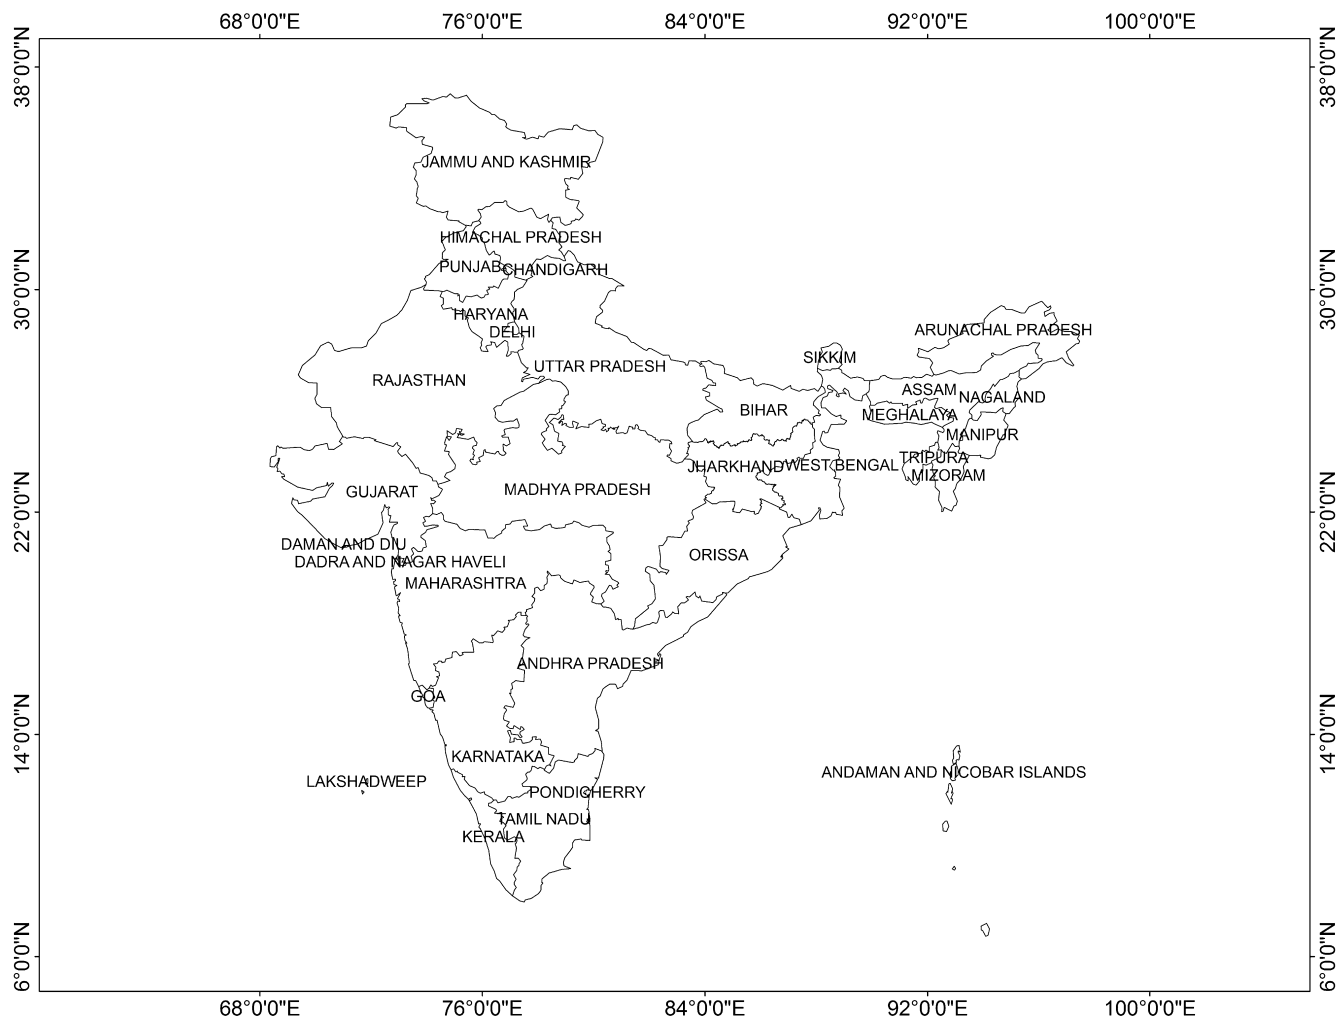 68°0'0"E 76°0'0"E 84°0'0"E 92°0'0"E 100°0'0"E
38°0'0"N 38°0'0"N
JAMMU AND KASHMIR
HIMACHAL PRADESH
PUNJAB CHANDIGARH
30°0'0"N 30°0'0"N
HARYANA
DELHI
ARUNACHAL PRADESH
SIKKIM
UTTAR PRADESH
RAJASTHAN
ASSAM
NAGALAND
BIHAR
MEGHALAYA
MANIPUR
TRIPURA
JHARKHAND WEST BENGAL
MIZORAM
GUJARAT
MADHYA PRADESH
22°0'0"N 22°0'0"N
DAMAN AND DIU
ORISSA
DADRA AND NAGAR HAVELI
MAHARASHTRA
ANDHRA PRADESH
GOA
14°0'0"N 14°0'0"N
KARNATAKA
ANDAMAN AND NICOBAR ISLANDS
LAKSHADWEEP
PONDICHERRY
TAMIL NADU
KERALA
6°0'0"N 6°0'0"N
68°0'0"E 76°0'0"E 84°0'0"E 92°0'0"E 100°0'0"E